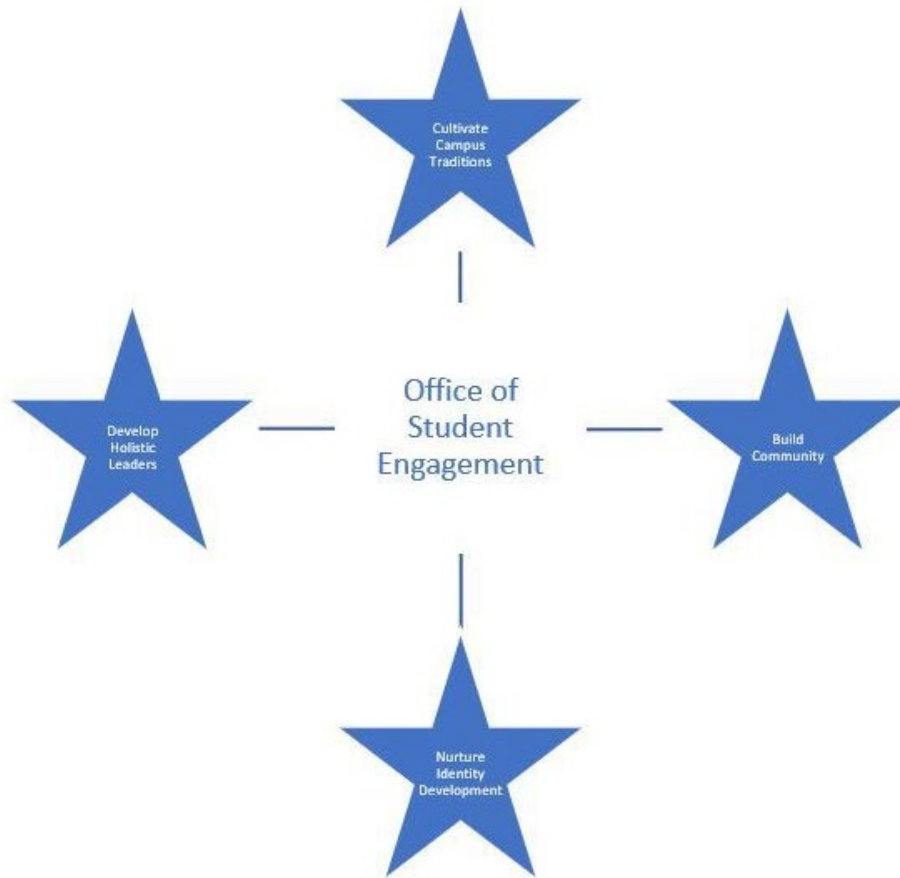 Cultivate
Campus
Traditions
Office of
Student
Engagement
Develop
Holistic
Leaders
Build
Community
Nurture
Identity
Development